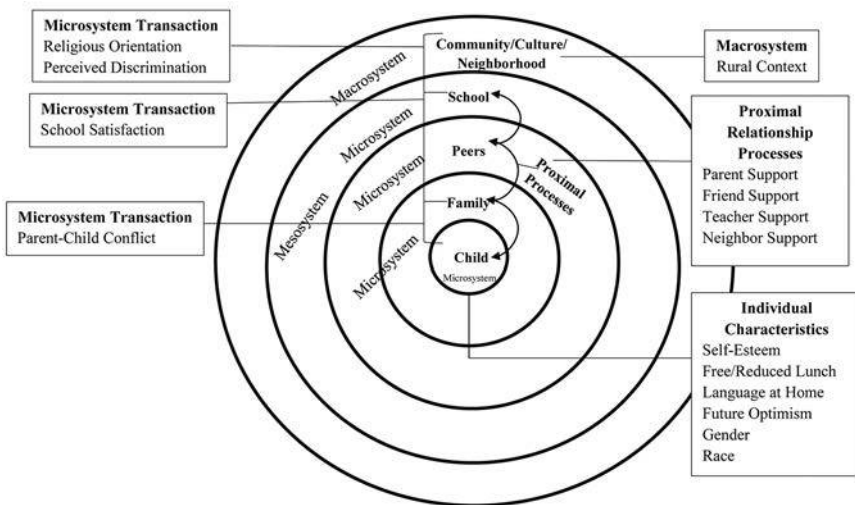 Microsystem Transaction
Religious Orientation
Perceived Discrimination
Microsystem Transaction
School Satisfaction
Microsystem Transaction
Parent-Child Conflict
Community/Culture/
Neighborhood
School
Peers
Family
Child
Microsystem
Macrosystem
Microsystem
Microsystem
Mesosystem
Microsystem
Proximal
Processes
Macrosystem
Rural Context
Proximal
Relationship
Processes
Parent Support
Friend Support
Teacher Support
Neighbor Support
Individual
Characteristics
Self-Esteem
Free/Reduced Lunch
Language at Home
Future Optimism
Gender
Race